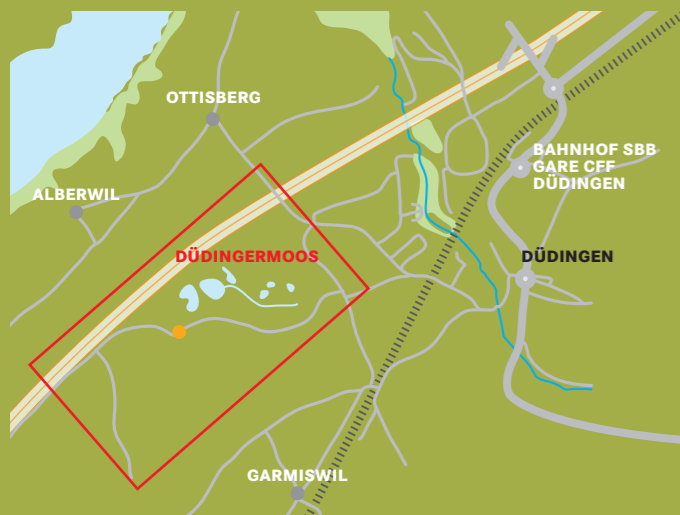 OTTISBERG
BAHNHOF SBB
GARE CFF
DÜDINGEN
ALBERWIL
DÜDINGERMOOS
DÜDINGEN
GARMISWIL